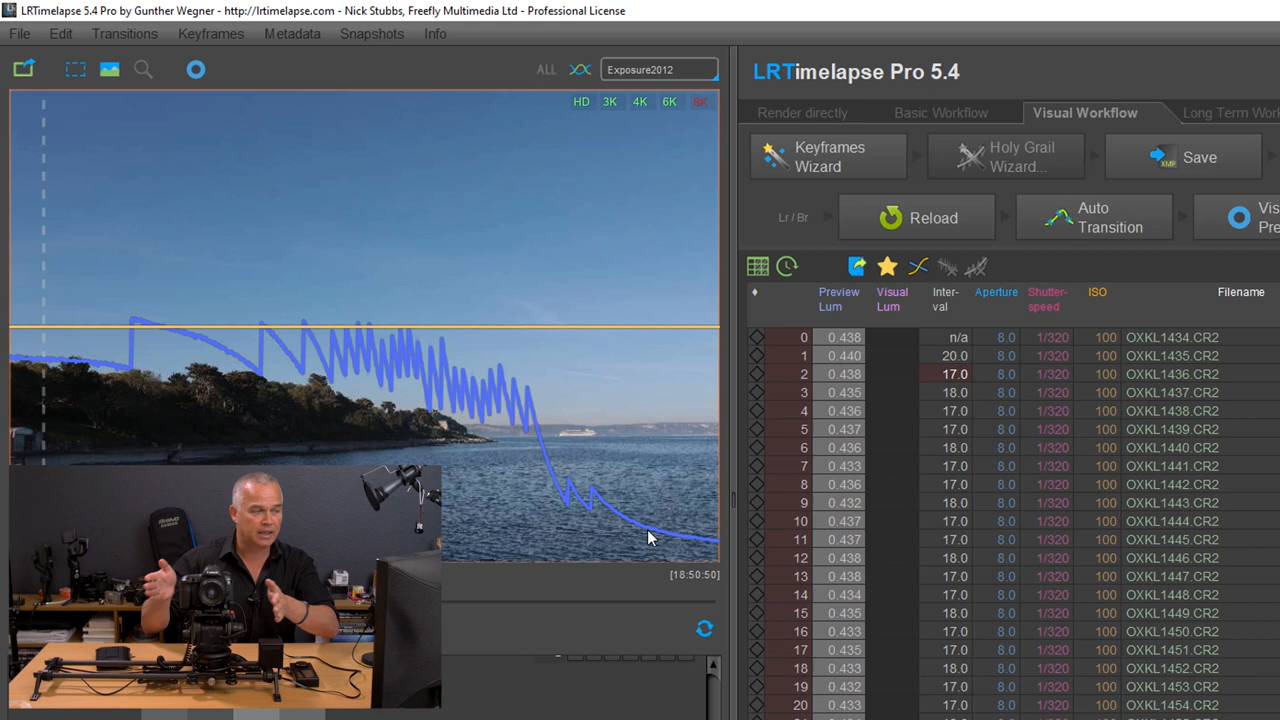 LRTimelapse 5.4 Pro by Gunther Wegner - http://lrtimelapse.com - Nick Stubbs, Freefly Multimedia Ltd - Professional License
File Edit Transitions Keyframes Metadata Snapshots Info
ALL Exposure2012
HD 3K 4K 6K 8K
[18:50:50]
LRTimelapse Pro 5.4
Render directly Basic Workflow Visual Workflow Long Term Work
Keyframes Wizard Holy Grail Wizard... XMP Save
Lr / Br Reload Auto Transition Vis Pre
Preview Lum Visual Lum Inter- val Aperture Shutter- speed ISO Filename
0 0.438 n/a 8.0 1/320 100 OXKL1434.CR2
1 0.440 20.0 8.0 1/320 100 OXKL1435.CR2
2 0.438 17.0 8.0 1/320 100 OXKL1436.CR2
3 0.435 18.0 8.0 1/320 100 OXKL1437.CR2
4 0.436 17.0 8.0 1/320 100 OXKL1438.CR2
5 0.437 17.0 8.0 1/320 100 OXKL1439.CR2
6 0.436 18.0 8.0 1/320 100 OXKL1440.CR2
7 0.433 17.0 8.0 1/320 100 OXKL1441.CR2
8 0.436 17.0 8.0 1/320 100 OXKL1442.CR2
9 0.432 18.0 8.0 1/320 100 OXKL1443.CR2
10 0.437 17.0 8.0 1/320 100 OXKL1444.CR2
11 0.437 17.0 8.0 1/320 100 OXKL1445.CR2
12 0.438 18.0 8.0 1/320 100 OXKL1446.CR2
13 0.438 17.0 8.0 1/320 100 OXKL1447.CR2
14 0.434 17.0 8.0 1/320 100 OXKL1448.CR2
15 0.435 18.0 8.0 1/320 100 OXKL1449.CR2
16 0.433 17.0 8.0 1/320 100 OXKL1450.CR2
17 0.435 17.0 8.0 1/320 100 OXKL1451.CR2
18 0.433 18.0 8.0 1/320 100 OXKL1452.CR2
19 0.432 17.0 8.0 1/320 100 OXKL1453.CR2
20 0.433 17.0 8.0 1/320 100 OXKL1454.CR2